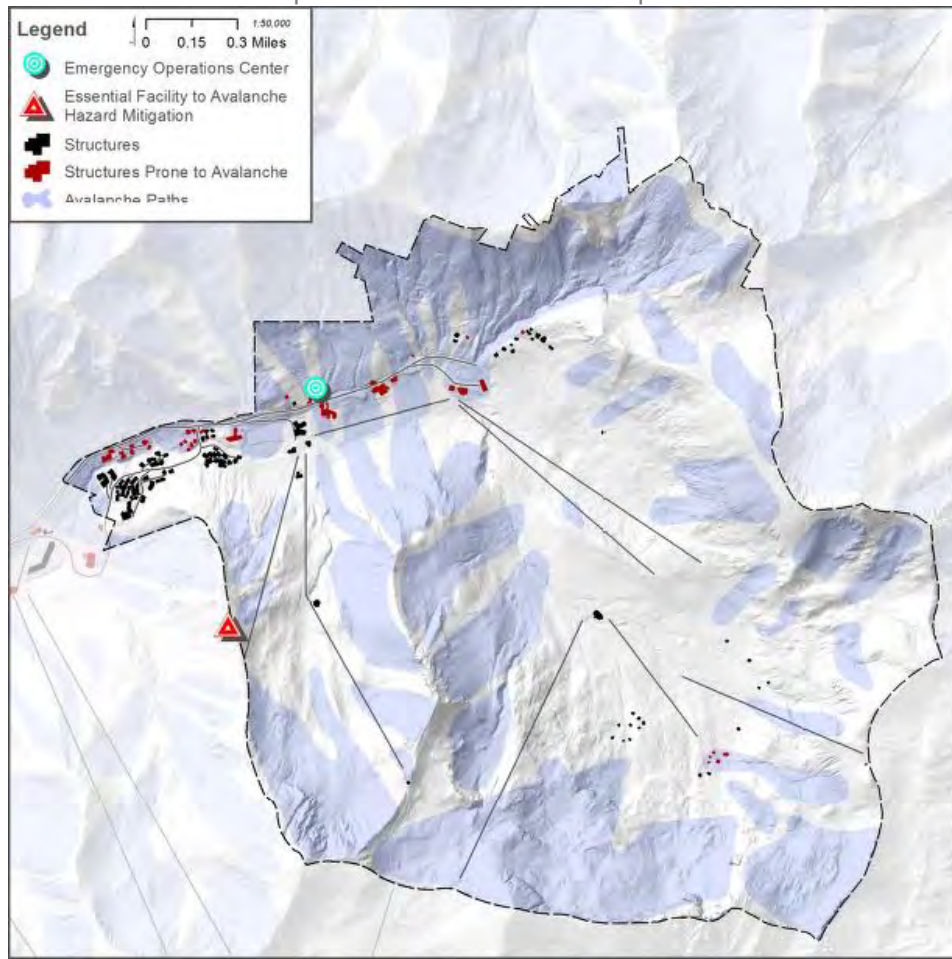 Legend
1:50,000
0 0.15 0.3 Miles
Emergency Operations Center
Essential Facility to Avalanche
Hazard Mitigation
Structures
Structures Prone to Avalanche
Avalanche Paths